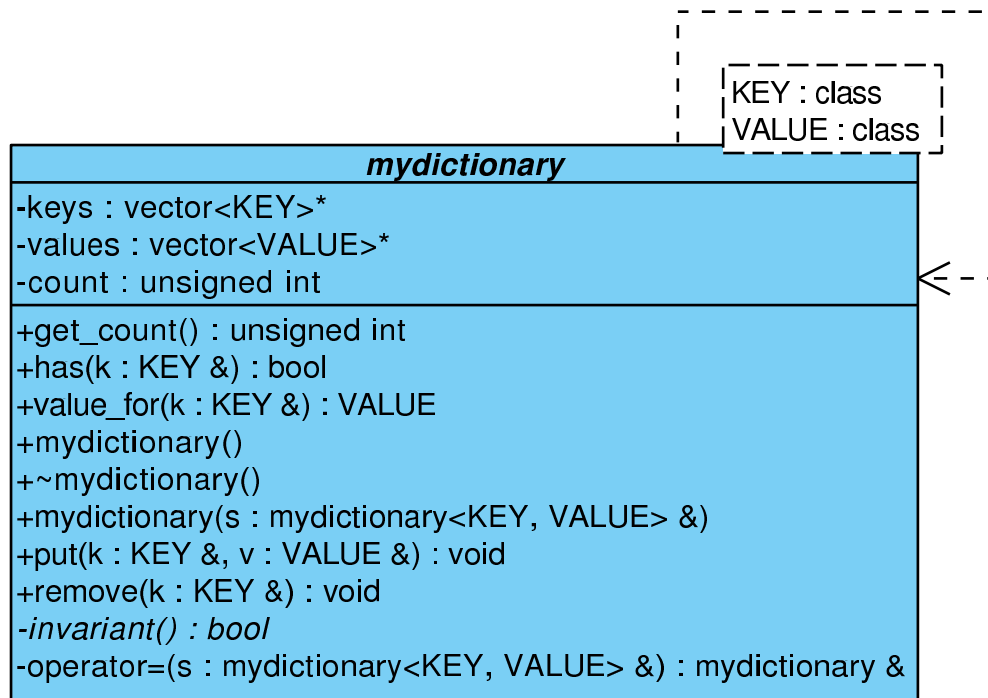 KEY : class
VALUE : class
mydictionary
-keys : vector<KEY>*
-values : vector<VALUE>*
-count : unsigned int
+get_count() : unsigned int
+has(k : KEY &) : bool
+value_for(k : KEY &) : VALUE
+mydictionary()
+~mydictionary()
+mydictionary(s : mydictionary<KEY, VALUE> &)
+put(k : KEY &, v : VALUE &) : void
+remove(k : KEY &) : void
-invariant() : bool
-operator=(s : mydictionary<KEY, VALUE> &) : mydictionary &